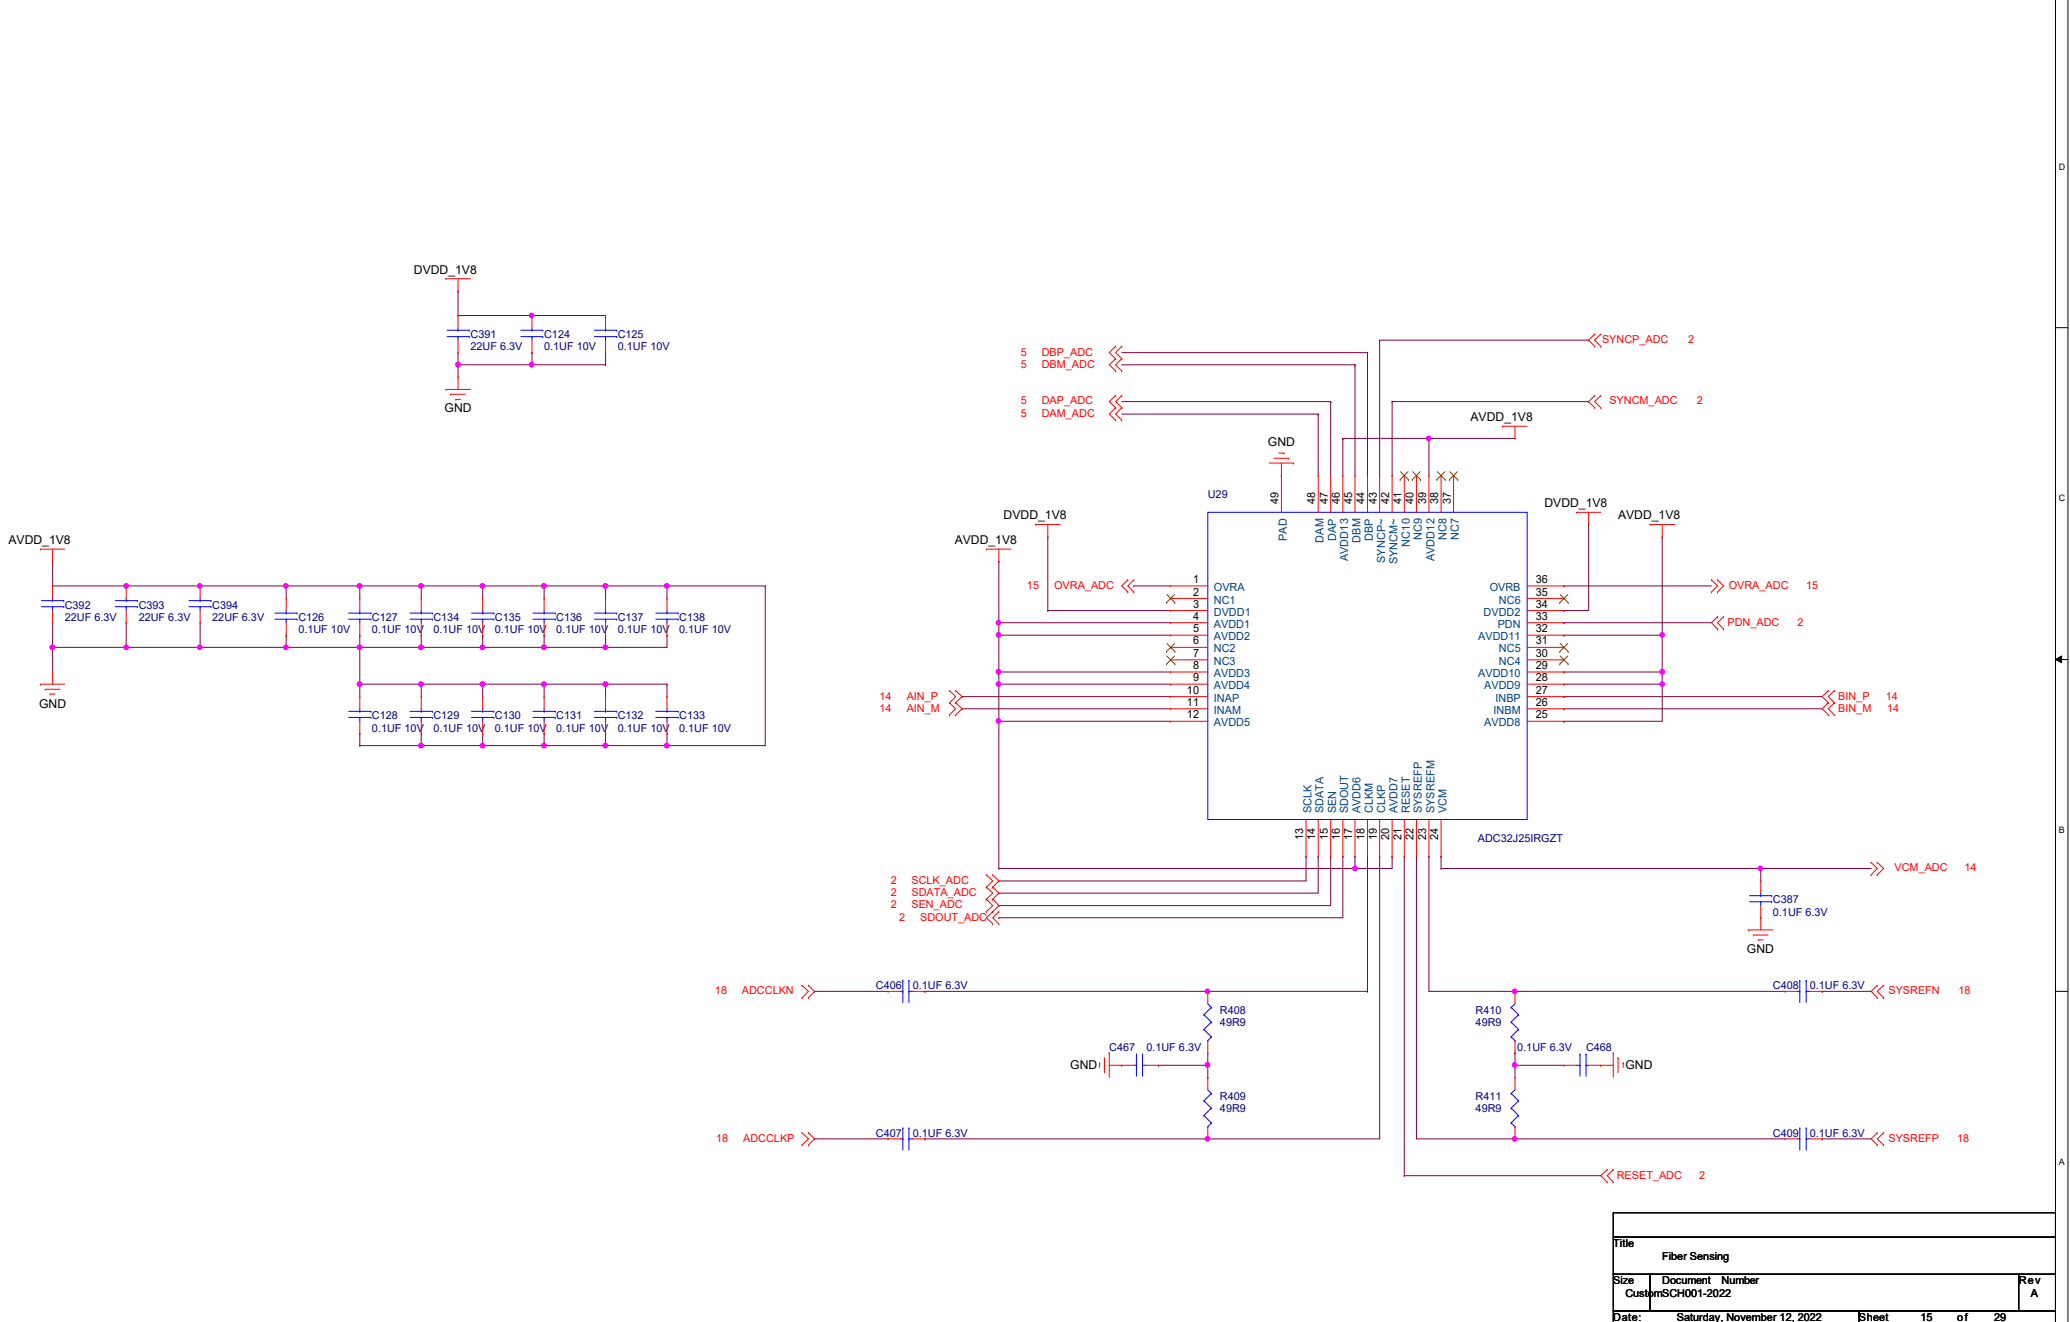 D
DVDD_1V8
C391
22UF 6.3V
C124
0.1UF 10V
C125
0.1UF 10V
GND
AVDD_1V8
C392
22UF 6.3V
C393
22UF 6.3V
C394
22UF 6.3V
C126
0.1UF 10V
C127
0.1UF 10V
C134
0.1UF 10V
C135
0.1UF 10V
C136
0.1UF 10V
C137
0.1UF 10V
C138
0.1UF 10V
GND
C128
0.1UF 10V
C129
0.1UF 10V
C130
0.1UF 10V
C131
0.1UF 10V
C132
0.1UF 10V
C133
0.1UF 10V
5 DBP_ADC
5 DBM_ADC
5 DAP_ADC
5 DAM_ADC
SYNCP_ADC 2
SYNCM_ADC 2
AVDD_1V8
GND
U29
49 PAD
48 DAM
47 DAP
46 AVDD13
45 DBM
44 DBP
43 SYNCP~
42 SYNCM~
41 NC10
40 NC9
39 AVDD12
38 NC8
37 NC7
C
DVDD_1V8
AVDD_1V8
DVDD_1V8
AVDD_1V8
15 OVRA_ADC
1 OVRA
2 NC1
3 DVDD1
4 AVDD1
5 AVDD2
6 NC2
7 NC3
8 AVDD3
9 AVDD4
10 INAP
11 INAM
12 AVDD5
14 AIN_P
14 AIN_M
OVRB 36
NC6 35
DVDD2 34
PDN 33
AVDD11 32
NC5 31
NC4 30
AVDD10 29
AVDD9 28
INBP 27
INBM 26
AVDD8 25
OVRA_ADC 15
PDN_ADC 2
BIN_P 14
BIN_M 14
SCLK 13
SDATA 14
SEN 15
SDOUT 16
AVDD6 17
CLKM 18
CLKP 19
AVDD7 20
RESET 21
SYSREFP 22
SYSREFM 23
VCM 24
ADC32J25IRGZT
B
2 SCLK_ADC
2 SDATA_ADC
2 SEN_ADC
2 SDOUT_ADC
VCM_ADC 14
C387
0.1UF 6.3V
GND
18 ADCCLKN
C406 0.1UF 6.3V
R408
49R9
GND
C467 0.1UF 6.3V
R409
49R9
18 ADCCLKP
C407 0.1UF 6.3V
C408 0.1UF 6.3V
SYSREFN 18
R410
49R9
0.1UF 6.3V C468
GND
R411
49R9
C409 0.1UF 6.3V
SYSREFP 18
RESET_ADC 2
A
Title
Fiber Sensing
Size Document Number Rev
Custom SCH001-2022 A
Date: Saturday, November 12, 2022 Sheet 15 of 29